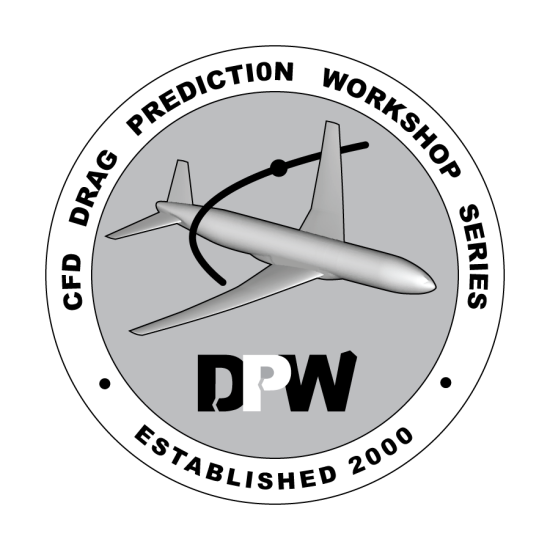 CFD DRAG PREDICTION WORKSHOP SERIES
DPW
ESTABLISHED 2000